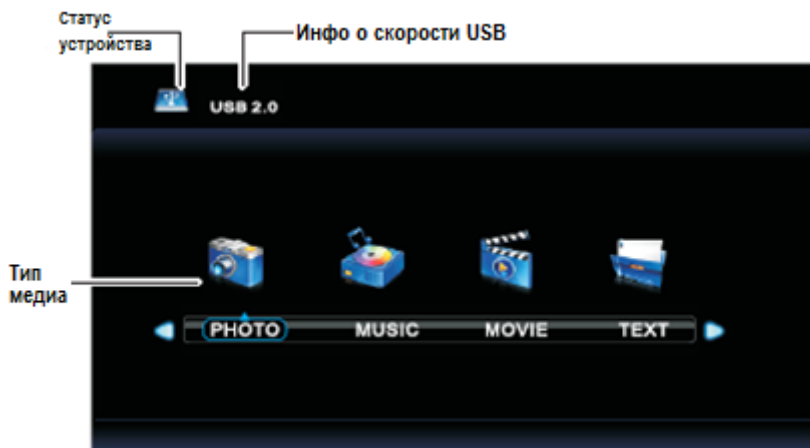 Статус
устройства
Инфо о скорости USB
USB 2.0
Тип
медиа
PHOTO MUSIC MOVIE TEXT